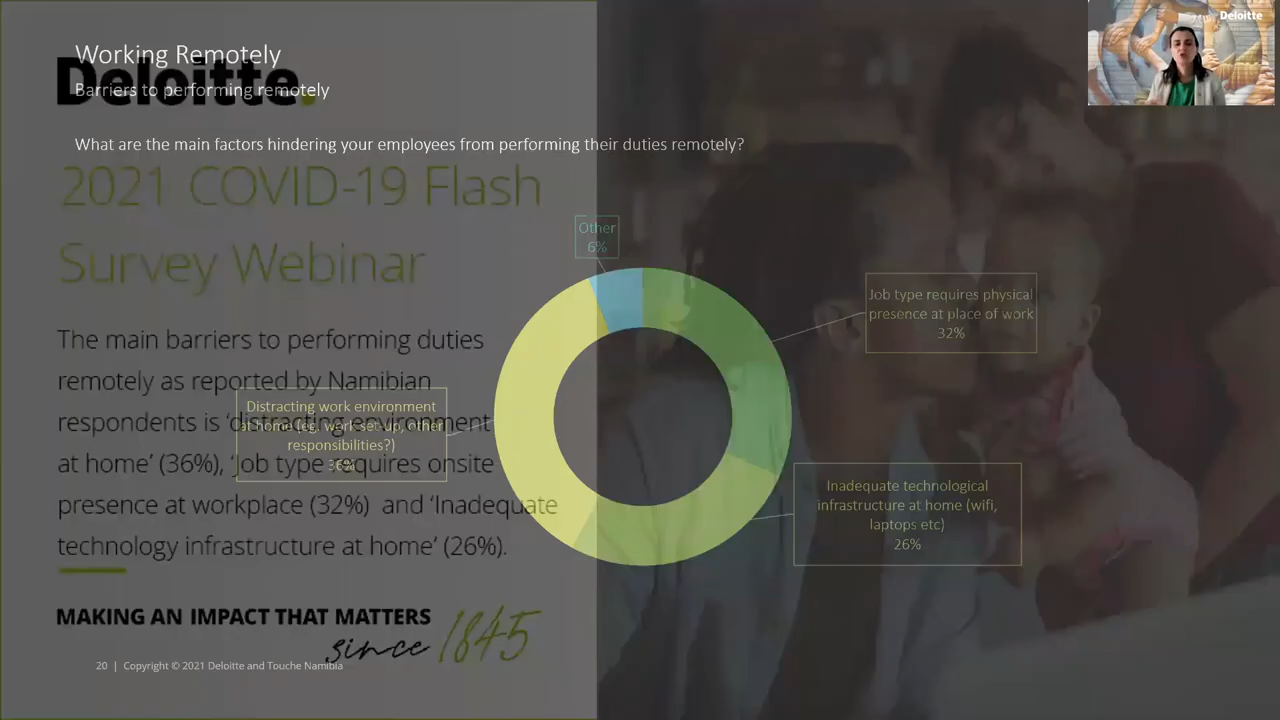 Deloitte
Working Remotely
Deloitte.
Barriers to performing remotely
What are the main factors hindering your employees from performing their duties remotely?
2021 COVID-19 Flash
Survey Webinar
Other
6%
Job type requires physical
presence at place of work
32%
The main barriers to performing duties
remotely as reported by Namibian
respondents is ‘distracting environment
at home’ (36%), ‘Job type requires onsite
presence at workplace (32%) and ‘Inadequate
technology infrastructure at home’ (26%).
Distracting work environment
at home (eg. work set-up, other
responsibilities?)
36%
Inadequate technological
infrastructure at home (wifi,
laptops etc)
26%
MAKING AN IMPACT THAT MATTERS
since 1845
20 | Copyright © 2021 Deloitte and Touche Namibia